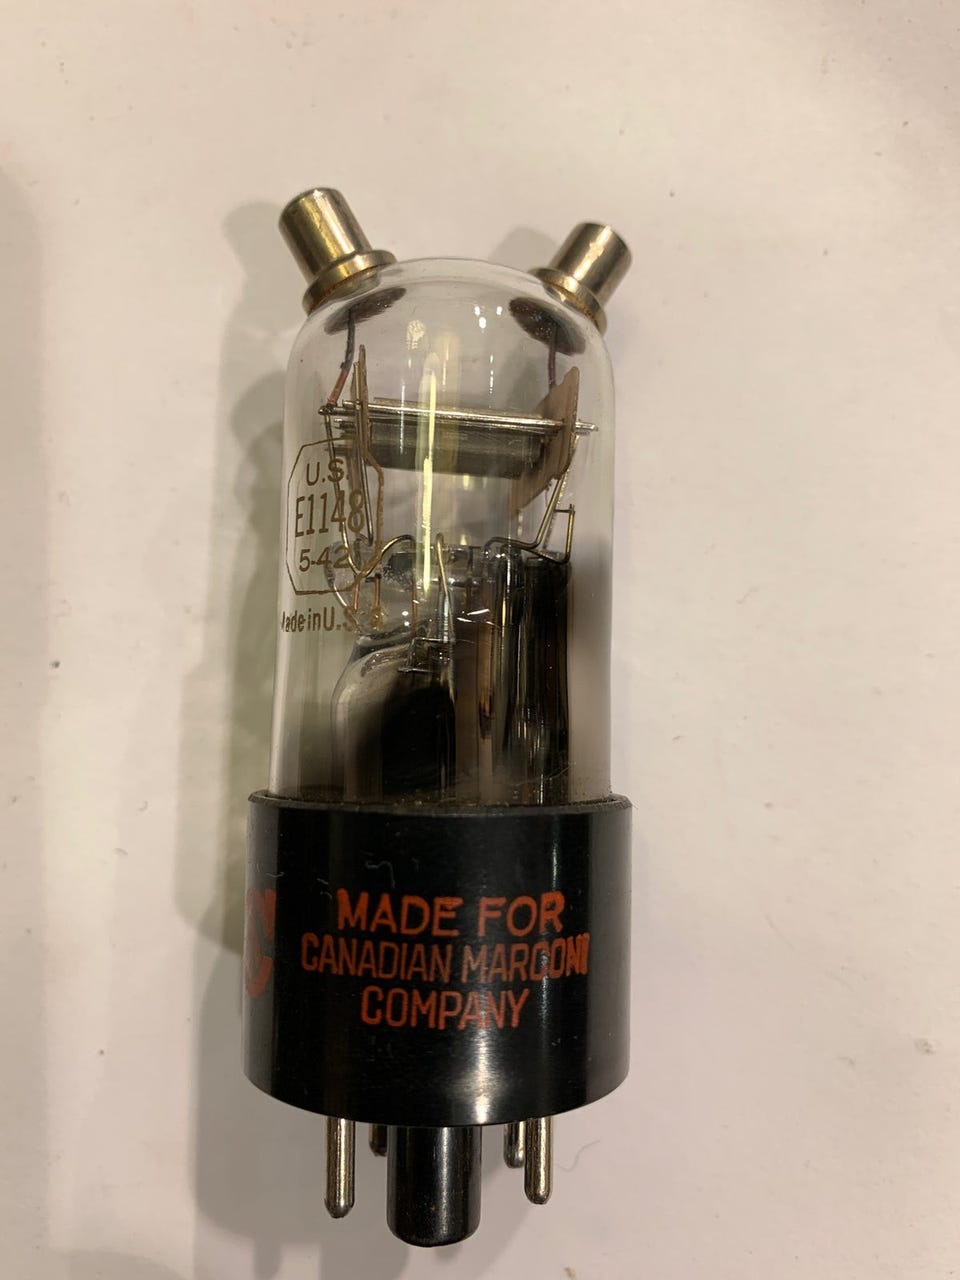 U.S.
E1148
5-42
Made in U.S.A
C
MADE FOR
CANADIAN MARCONI
COMPANY